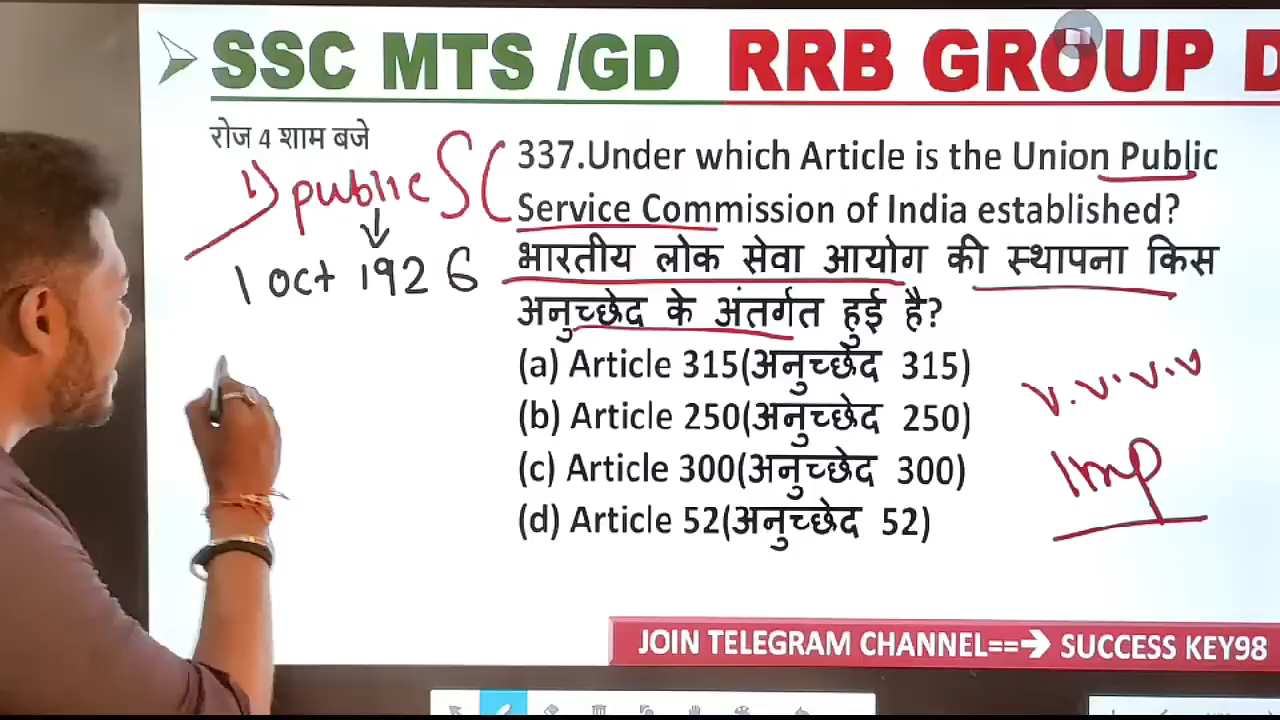 SSC MTS /GD RRB GROUP D
रोज 4 शाम बजे
1) public SC
1 oct 1926
337.Under which Article is the Union Public
Service Commission of India established?
भारतीय लोक सेवा आयोग की स्थापना किस
अनुच्छेद के अंतर्गत हुई है?
(a) Article 315(अनुच्छेद 315)
(b) Article 250(अनुच्छेद 250)
(c) Article 300(अनुच्छेद 300)
(d) Article 52(अनुच्छेद 52)
V.V.V.V
Imp
JOIN TELEGRAM CHANNEL==➔ SUCCESS KEY98